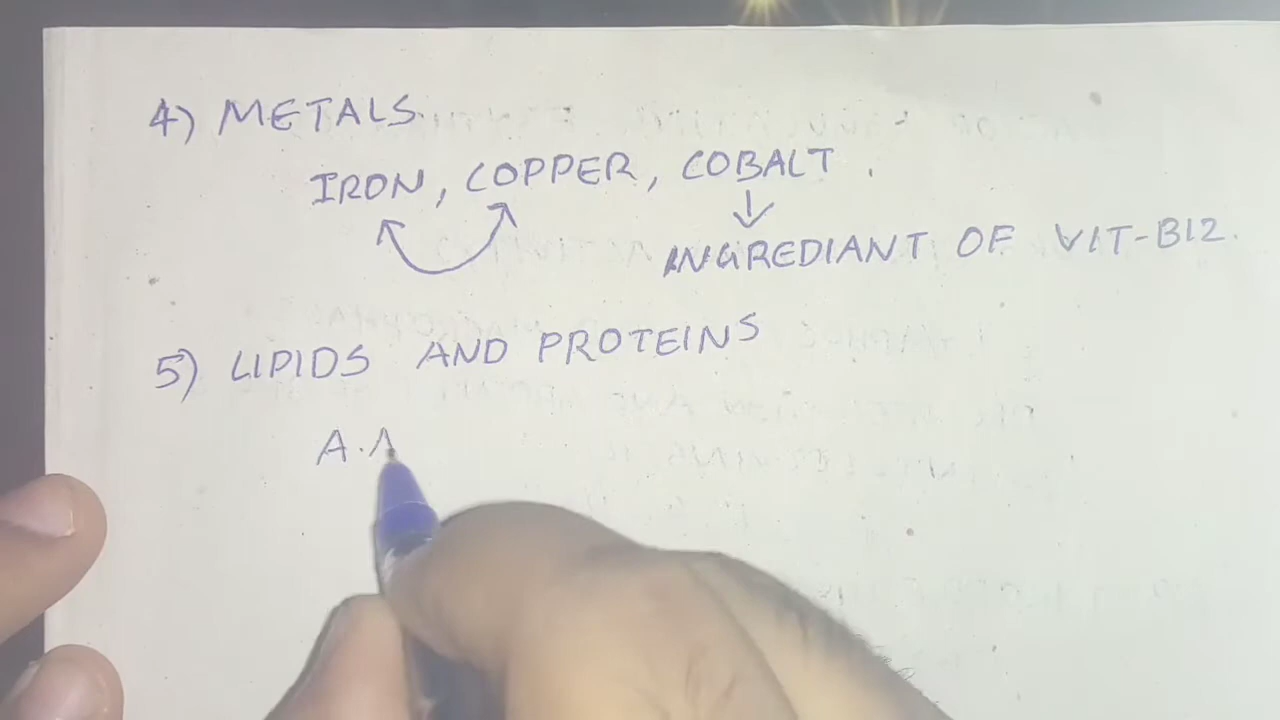 4) METALS.
IRON, COPPER, COBALT.
INGREDIANT OF VIT-B12.
5) LIPIDS AND PROTEINS
A.A